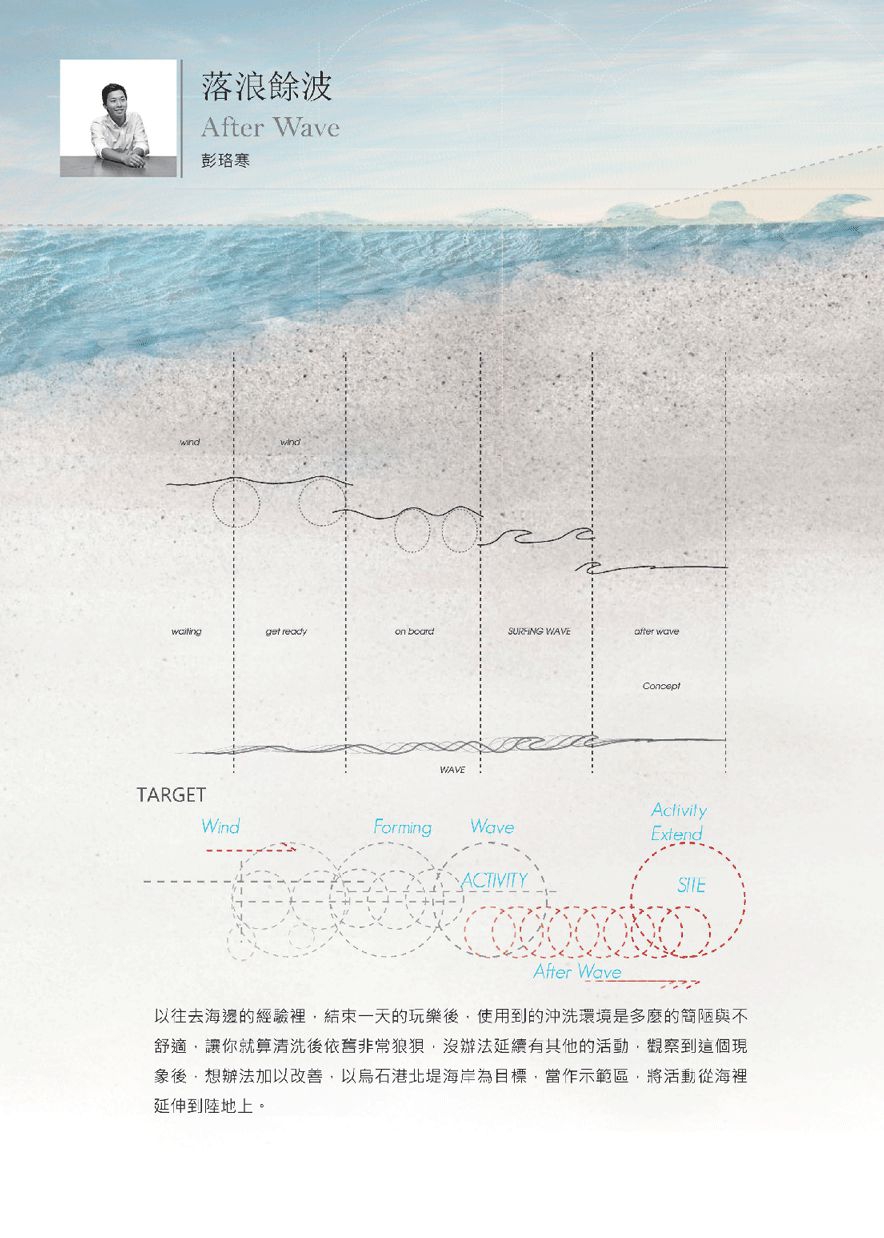 落浪餘波
After Wave
彭珞寒
wind wind
waiting get ready on board SURFING WAVE after wave
Concept
WAVE
TARGET
Wind Forming Wave Activity
Extend
ACTIVITY SITE
After Wave
以往去海邊的經驗裡，結束一天的玩樂後，使用到的沖洗環境是多麼的簡陋與不
舒適，讓你就算清洗後依舊非常狼狽，沒辦法延續有其他的活動，觀察到這個現
象後，想辦法加以改善，以烏石港北堤海岸為目標，當作示範區，將活動從海裡
延伸到陸地上。